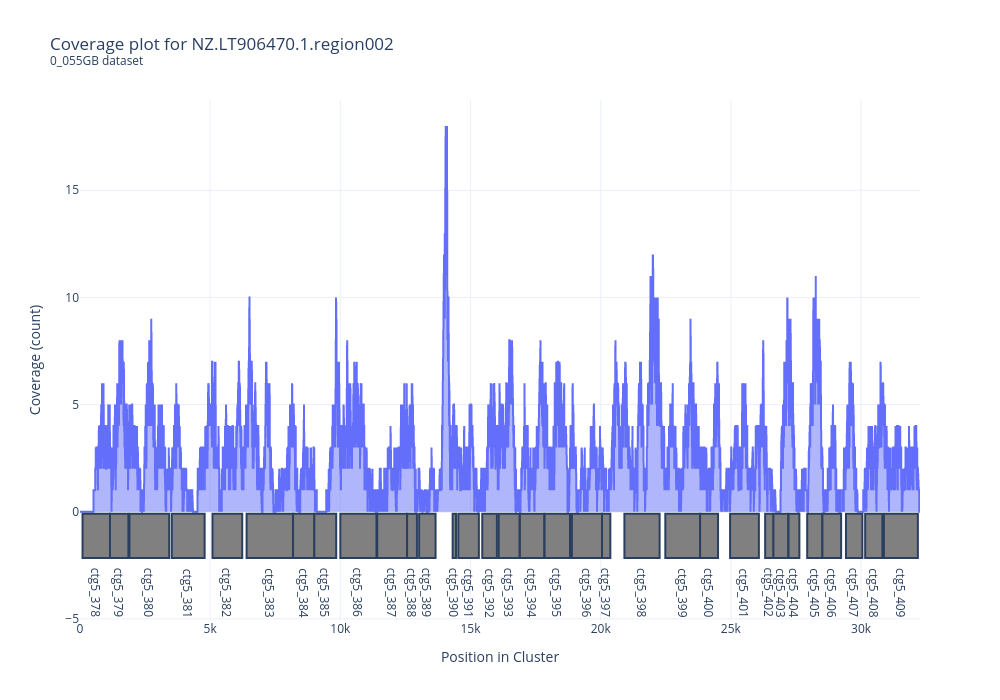 Coverage plot for NZ.LT906470.1.region002
0_055GB dataset
Coverage (count)
15
10
5
0
−5
ctg5_378
ctg5_379
ctg5_380
ctg5_381
ctg5_382
ctg5_383
ctg5_384
ctg5_385
ctg5_386
ctg5_387
ctg5_388
ctg5_389
ctg5_390
ctg5_391
ctg5_392
ctg5_393
ctg5_394
ctg5_395
ctg5_396
ctg5_397
ctg5_398
ctg5_399
ctg5_400
ctg5_401
ctg5_402
ctg5_403
ctg5_404
ctg5_405
ctg5_406
ctg5_407
ctg5_408
ctg5_409
0
5k
10k
15k
20k
25k
30k
Position in Cluster